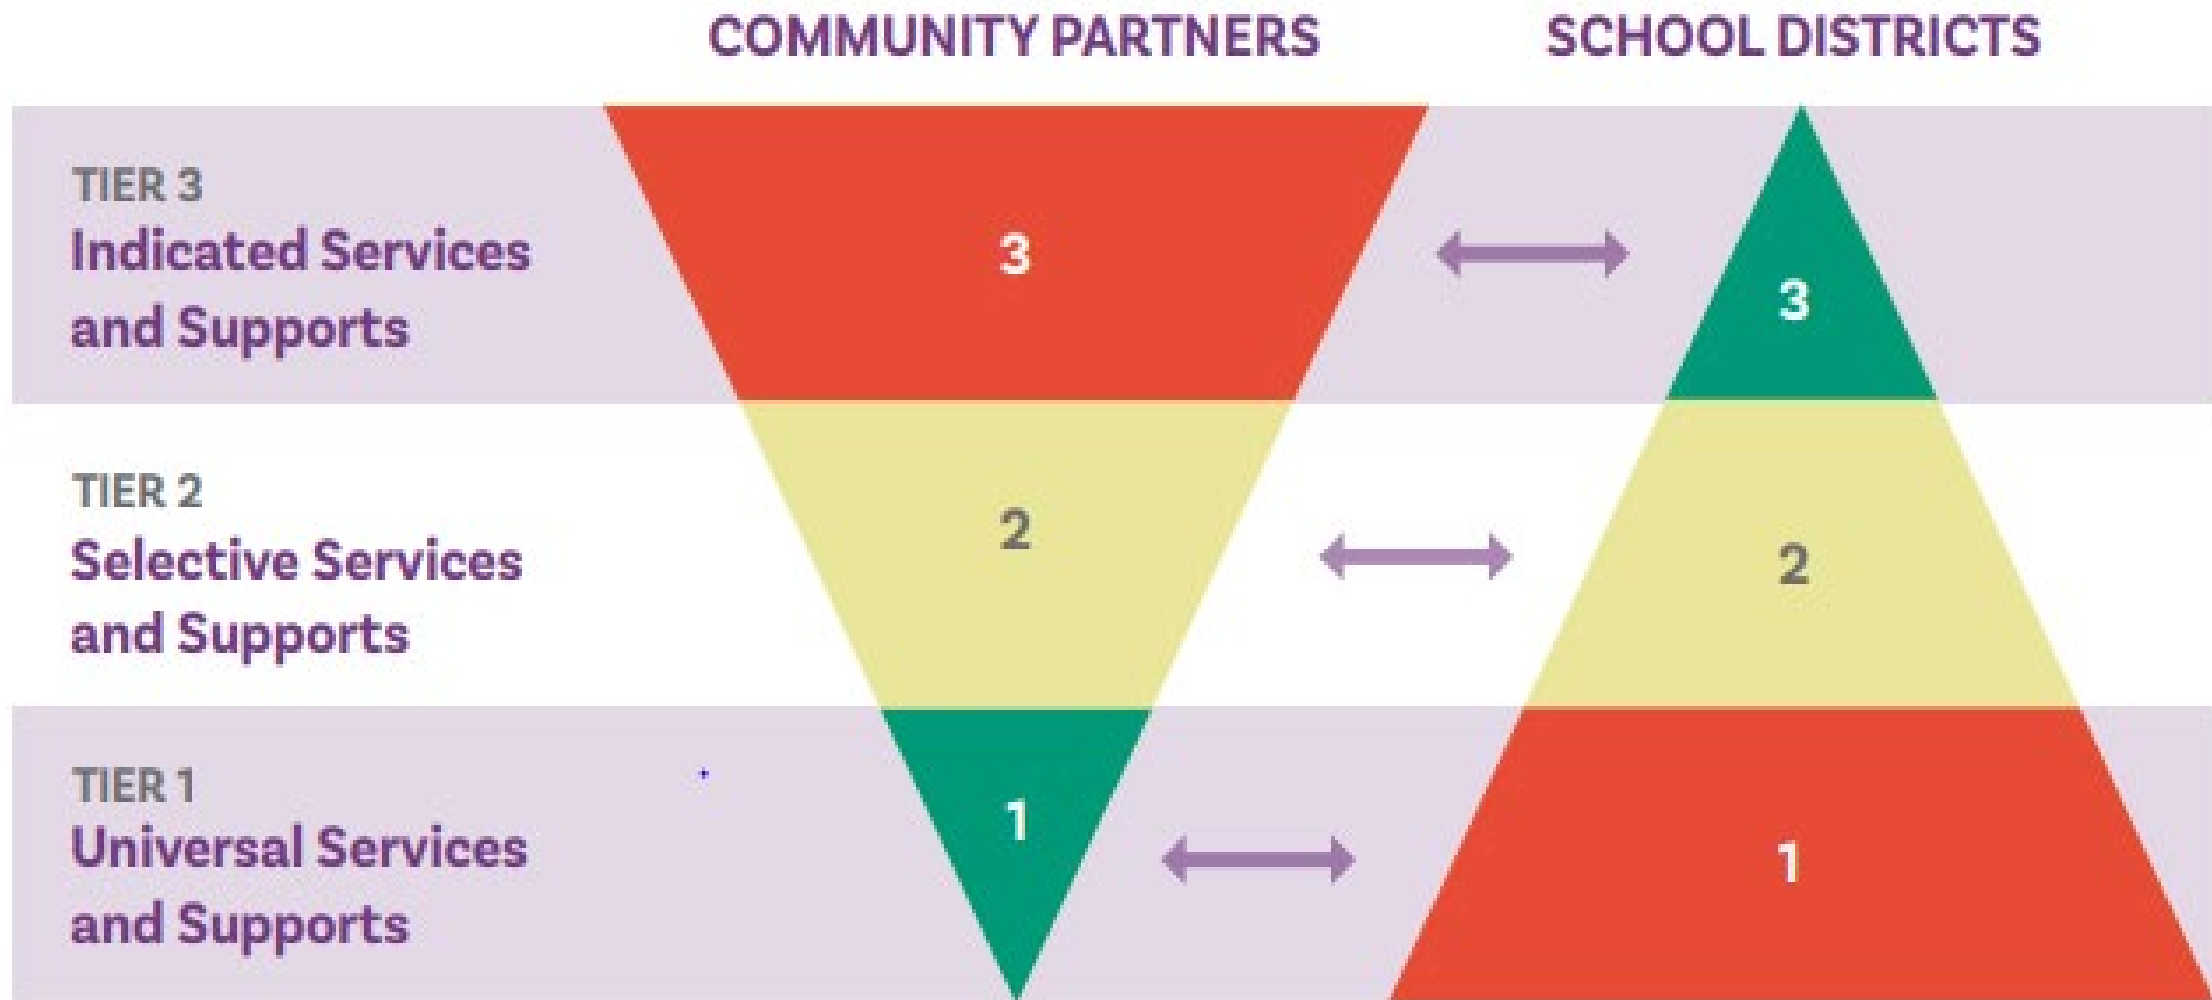 COMMUNITY PARTNERS
SCHOOL DISTRICTS
TIER 3
Indicated Services
and Supports
3
3
TIER 2
Selective Services
and Supports
2
2
TIER 1
Universal Services
and Supports
1
1